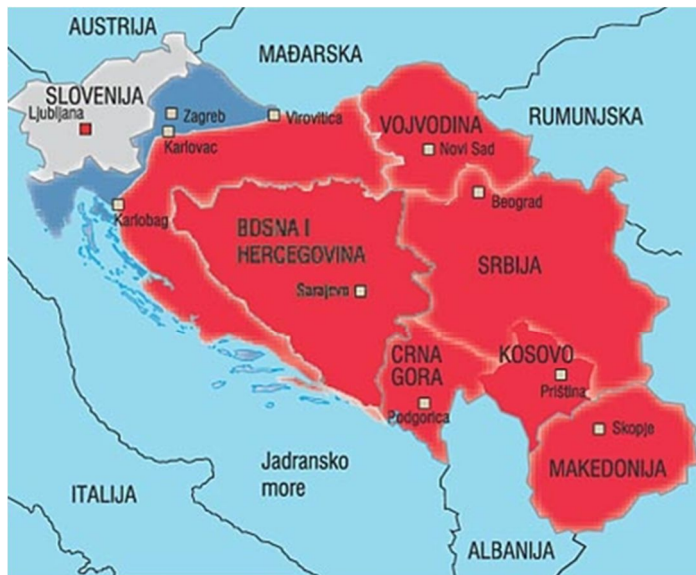 AUSTRIJA
MAĐARSKA
SLOVENIJA
Ljubljana
Zagreb
Virovitica
RUMUNJSKA
VOJVODINA
Karlovac
Novi Sad
Karlobag
Beograd
BOSNA I
HERCEGOVINA
SRBIJA
Sarajevo
CRNA
GORA
KOSOVO
Priština
Podgorica
Skopje
Jadransko
more
MAKEDONIJA
ITALIJA
ALBANIJA